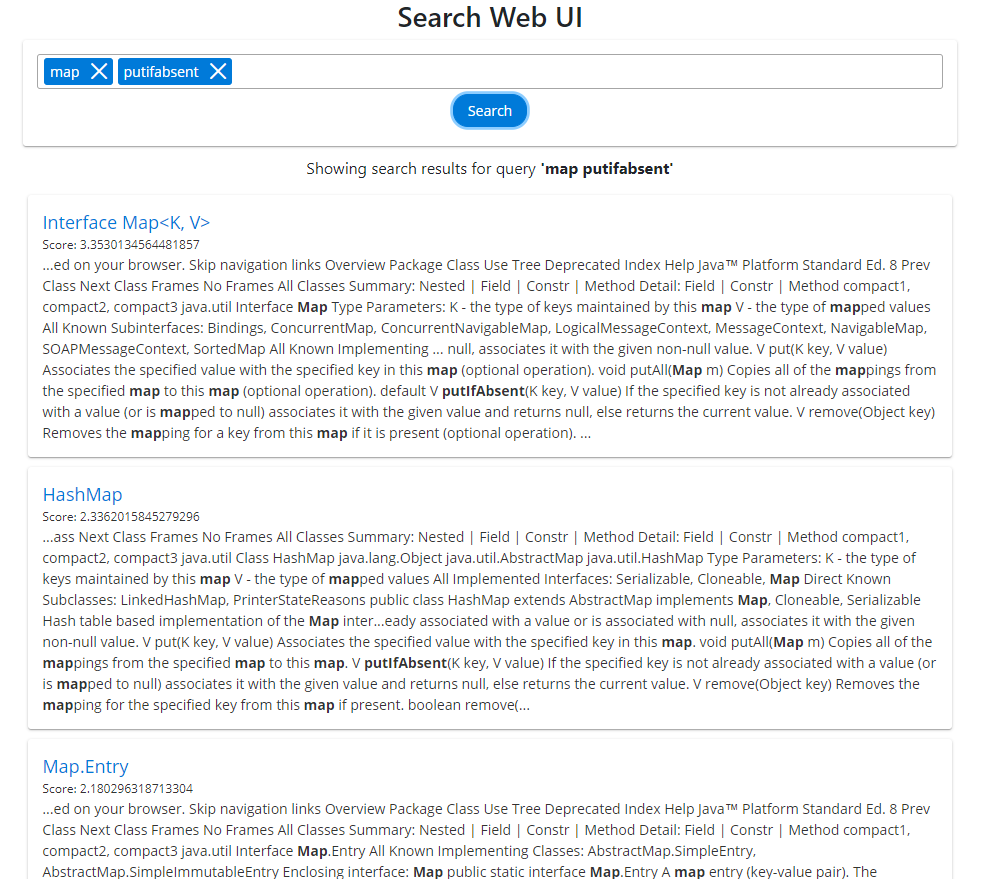 Search Web UI
map
putifabsent
Search
Showing search results for query 'map putifabsent'
Interface Map<K, V>
Score: 3.3530134564481857
...ed on your browser. Skip navigation links Overview Package Class Use Tree Deprecated Index Help Java™ Platform Standard Ed. 8 Prev
Class Next Class Frames No Frames All Classes Summary: Nested | Field | Constr | Method Detail: Field | Constr | Method compact1,
compact2, compact3 java.util Interface Map Type Parameters: K - the type of keys maintained by this map V - the type of mapped values
All Known Subinterfaces: Bindings, ConcurrentMap, ConcurrentNavigableMap, LogicalMessageContext, MessageContext, NavigableMap,
SOAPMessageContext, SortedMap All Known Implementing ... null, associates it with the given non-null value. V put(K key, V value)
Associates the specified value with the specified key in this map (optional operation). void putAll(Map m) Copies all of the mappings from
the specified map to this map (optional operation). default V putIfAbsent(K key, V value) If the specified key is not already associated
with a value (or is mapped to null) associates it with the given value and returns null, else returns the current value. V remove(Object key)
Removes the mapping for a key from this map if it is present (optional operation). ...
HashMap
Score: 2.3362015845279296
...ass Next Class Frames No Frames All Classes Summary: Nested | Field | Constr | Method Detail: Field | Constr | Method compact1,
compact2, compact3 java.util Class HashMap java.lang.Object java.util.AbstractMap java.util.HashMap Type Parameters: K - the type of
keys maintained by this map V - the type of mapped values All Implemented Interfaces: Serializable, Cloneable, Map Direct Known
Subclasses: LinkedHashMap, PrinterStateReasons public class HashMap extends AbstractMap implements Map, Cloneable, Serializable
Hash table based implementation of the Map inter...eady associated with a value or is associated with null, associates it with the given
non-null value. V put(K key, V value) Associates the specified value with the specified key in this map. void putAll(Map m) Copies all of the
mappings from the specified map to this map. V putIfAbsent(K key, V value) If the specified key is not already associated with a value (or
is mapped to null) associates it with the given value and returns null, else returns the current value. V remove(Object key) Removes the
mapping for the specified key from this map if present. boolean remove(...
Map.Entry
Score: 2.180296318713304
...ed on your browser. Skip navigation links Overview Package Class Use Tree Deprecated Index Help Java™ Platform Standard Ed. 8 Prev
Class Next Class Frames No Frames All Classes Summary: Nested | Field | Constr | Method Detail: Field | Constr | Method compact1,
compact2, compact3 java.util Interface Map.Entry All Known Implementing Classes: AbstractMap.SimpleEntry,
AbstractMap.SimpleImmutableEntry Enclosing interface: Map public static interface Map.Entry A map entry (key-value pair). The